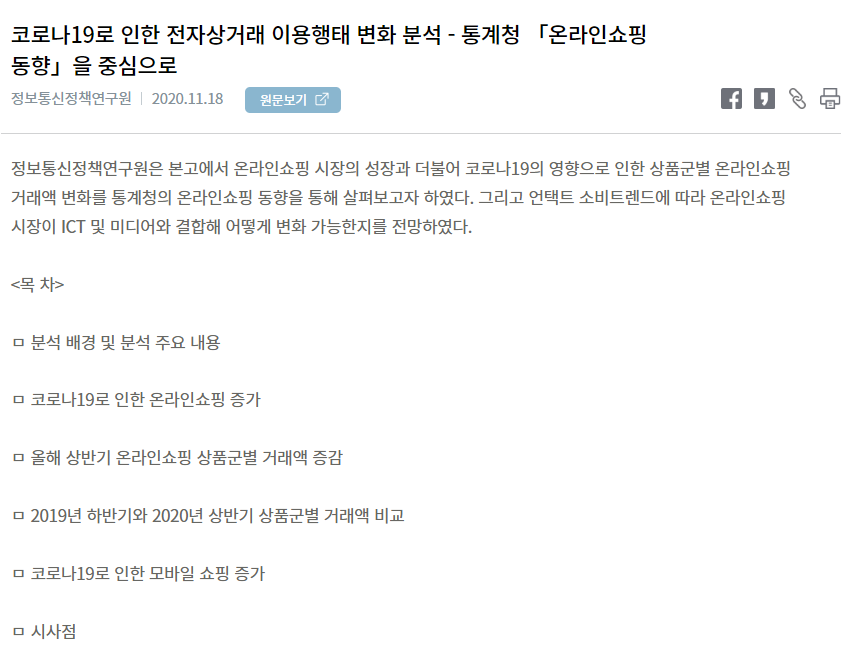 코로나19로 인한 전자상거래 이용행태 변화 분석 - 통계청 「온라인쇼핑
동향」을 중심으로
정보통신정책연구원 | 2020.11.18 원문보기
정보통신정책연구원은 본고에서 온라인쇼핑 시장의 성장과 더불어 코로나19의 영향으로 인한 상품군별 온라인쇼핑
거래액 변화를 통계청의 온라인쇼핑 동향을 통해 살펴보고자 하였다. 그리고 언택트 소비트렌드에 따라 온라인쇼핑
시장이 ICT 및 미디어와 결합해 어떻게 변화 가능한지를 전망하였다.
<목 차>
ㅁ 분석 배경 및 분석 주요 내용
ㅁ 코로나19로 인한 온라인쇼핑 증가
ㅁ 올해 상반기 온라인쇼핑 상품군별 거래액 증감
ㅁ 2019년 하반기와 2020년 상반기 상품군별 거래액 비교
ㅁ 코로나19로 인한 모바일 쇼핑 증가
ㅁ 시사점